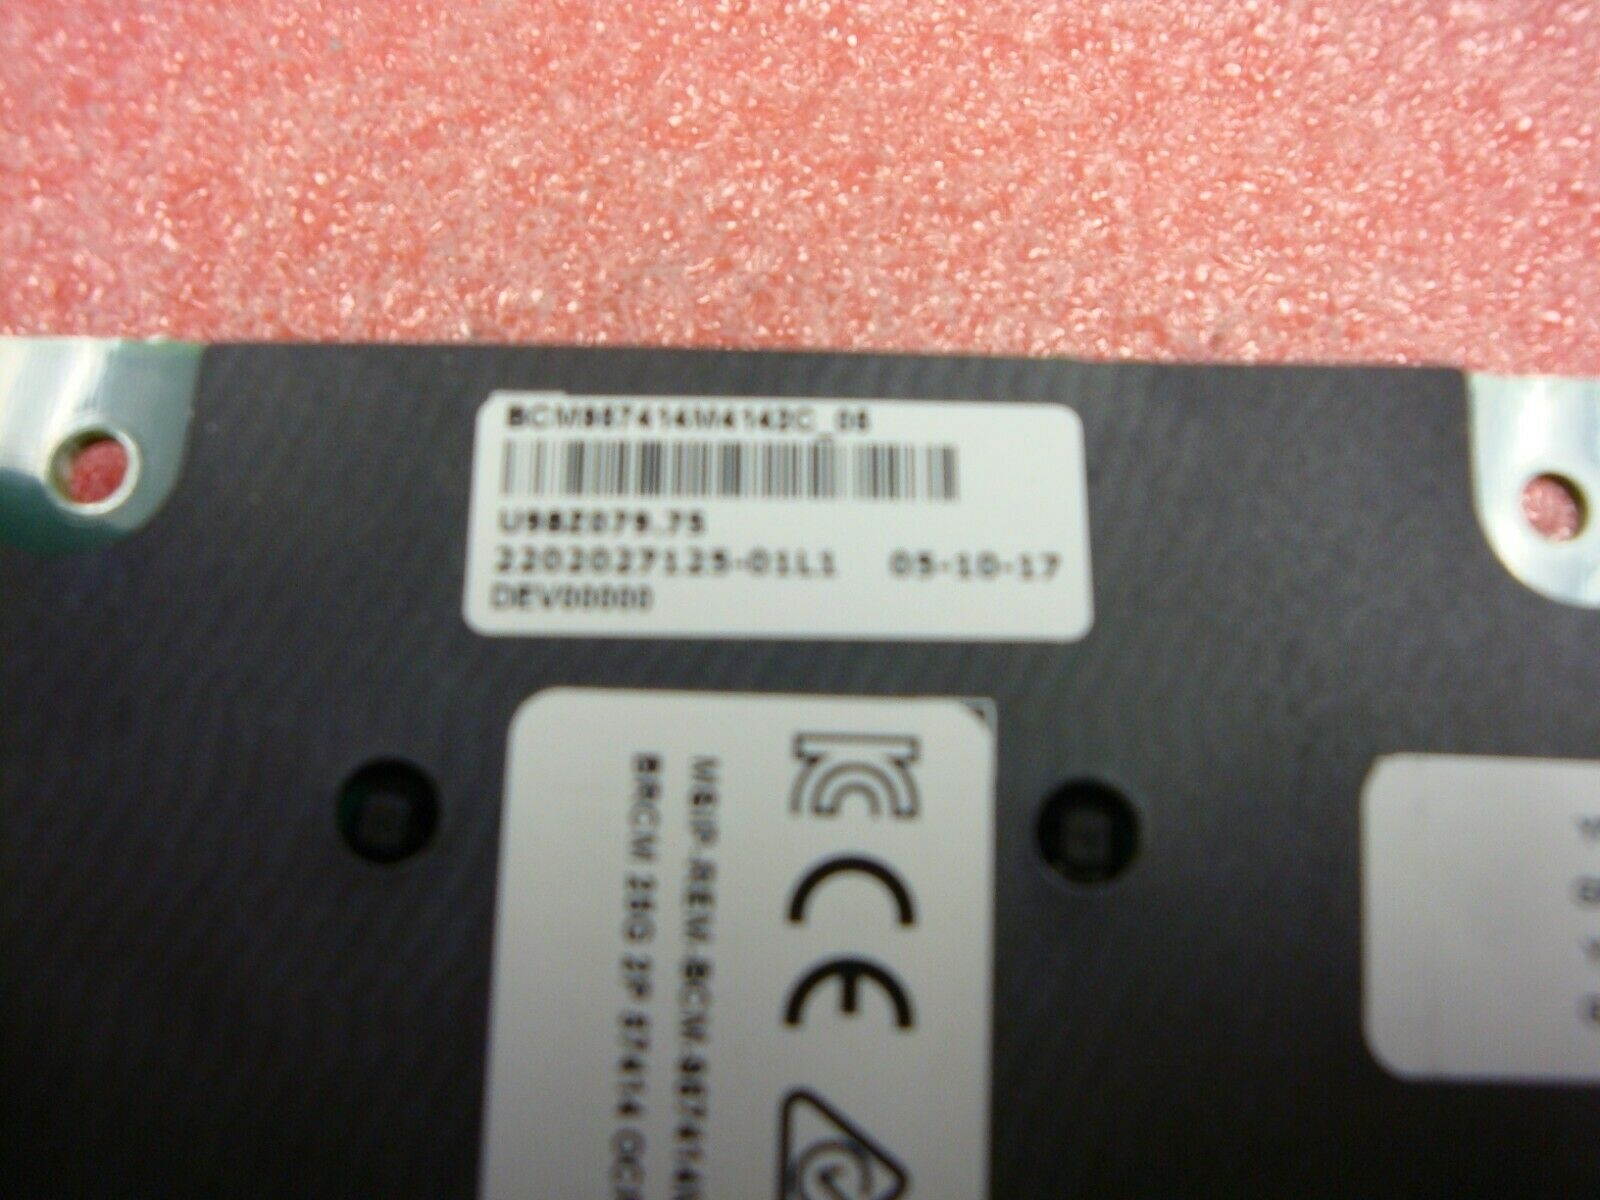 BCM957414M4142C_06
U98Z079.75
2202027125-01L1 05-10-17
DEV00000
MSIP-REM-BCM-957414
BRCM 25G 2P 57414 OC